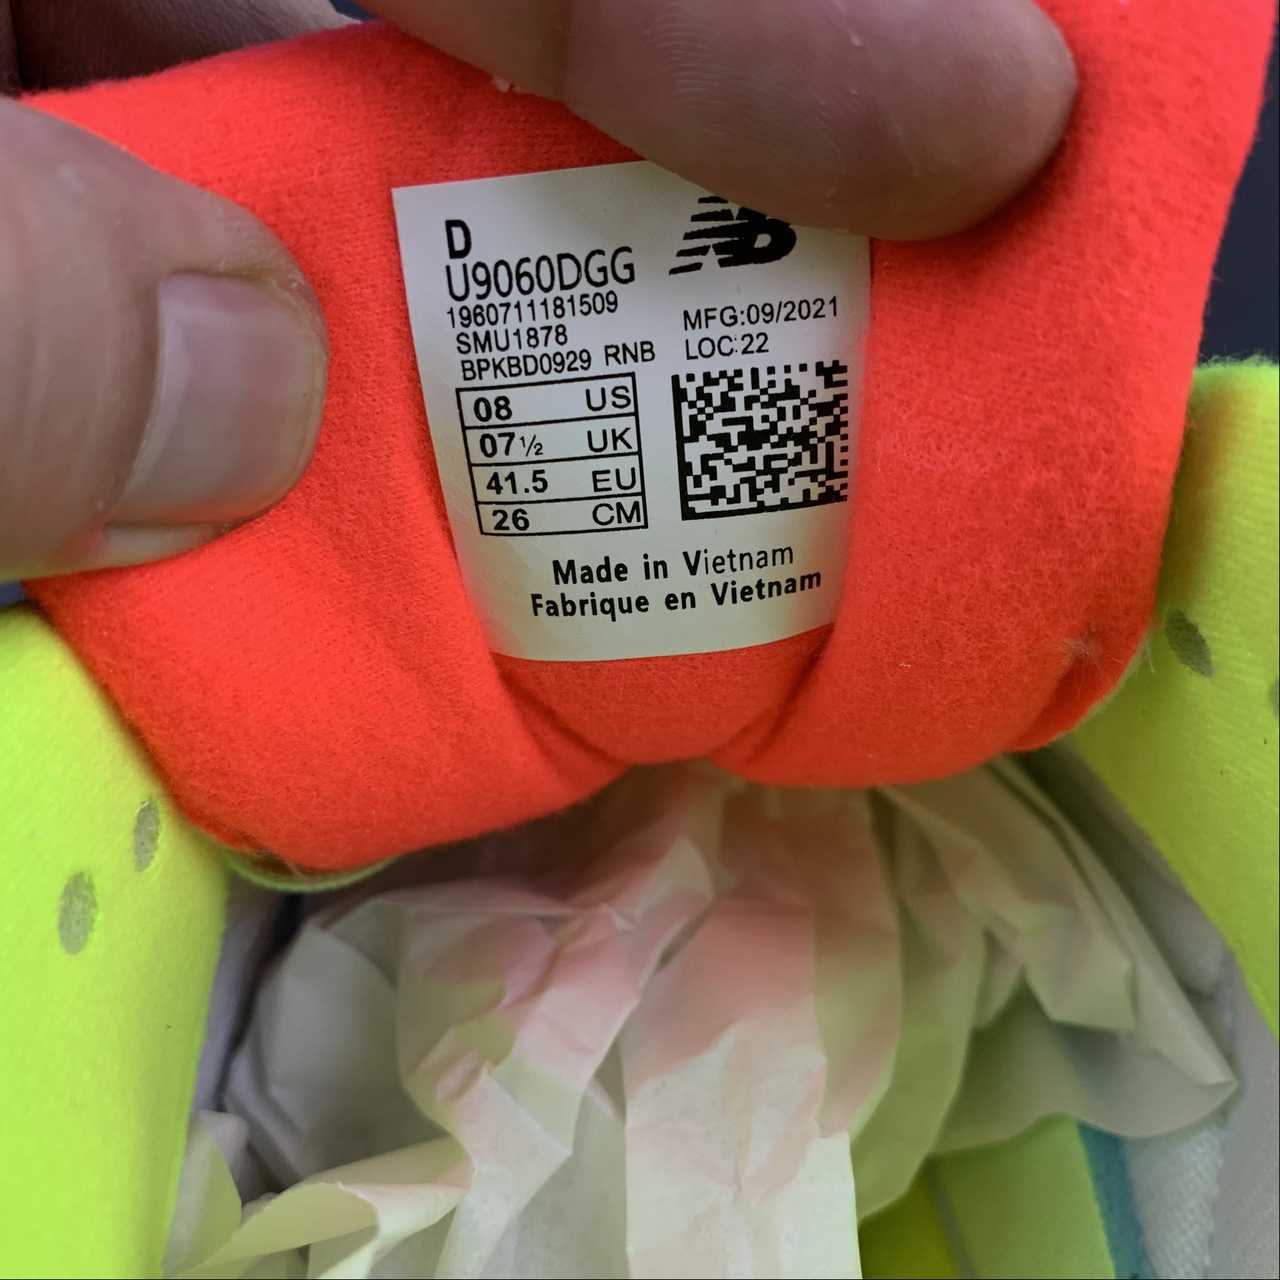 D
U9060DGG
1960711181509
SMU1878
BPKBD0929 RNB
NB
MFG:09/2021
LOC:22
08 US
07½ UK
41.5 EU
26 CM
Made in Vietnam
Fabrique en Vietnam